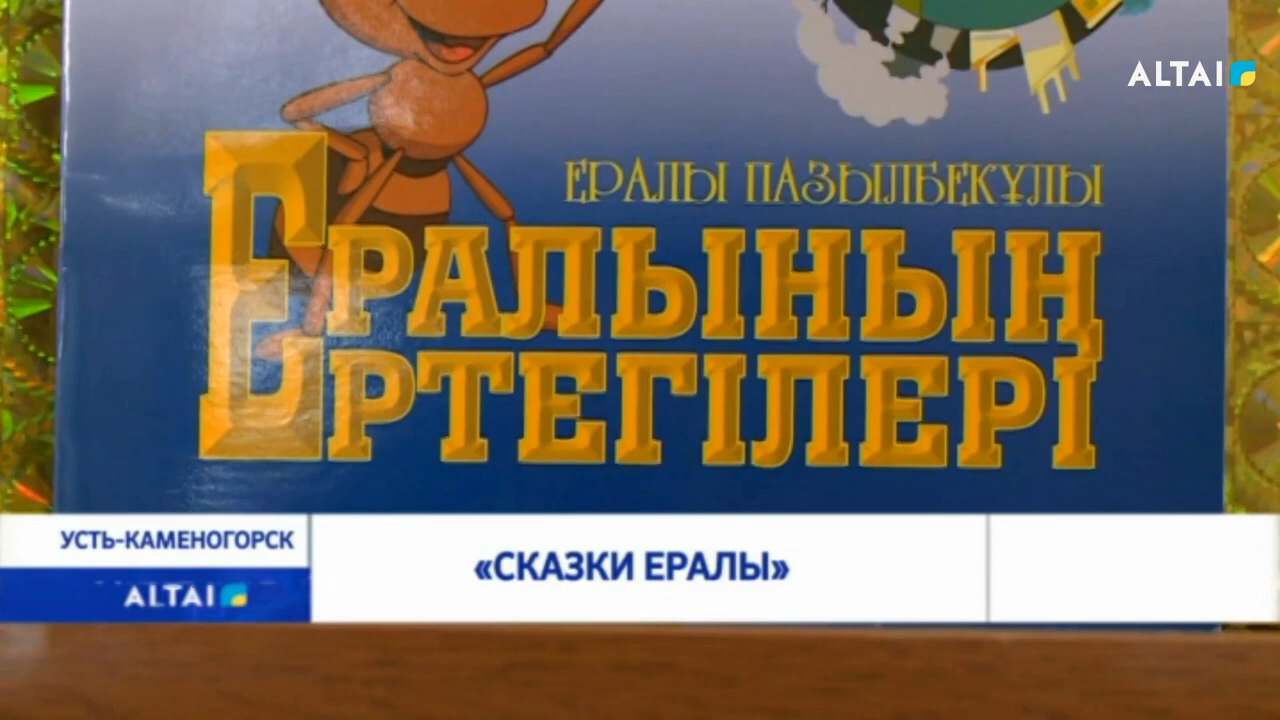 ALTAI
ЕРАЛЫ ПАЗЫЛБЕКҰЛЫ
ЕРАЛЫНЫҢ
ЕРТЕГІЛЕРІ
УСТЬ-КАМЕНОГОРСК
«СКАЗКИ ЕРАЛЫ»
ALTAI